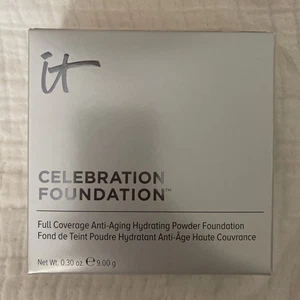 it
CELEBRATION
FOUNDATION™
Full Coverage Anti-Aging Hydrating Powder Foundation
Fond de Teint Poudre Hydratant Anti-Âge Haute Couvrance
Net Wt. 0.30 oz. ℮ 9.00 g